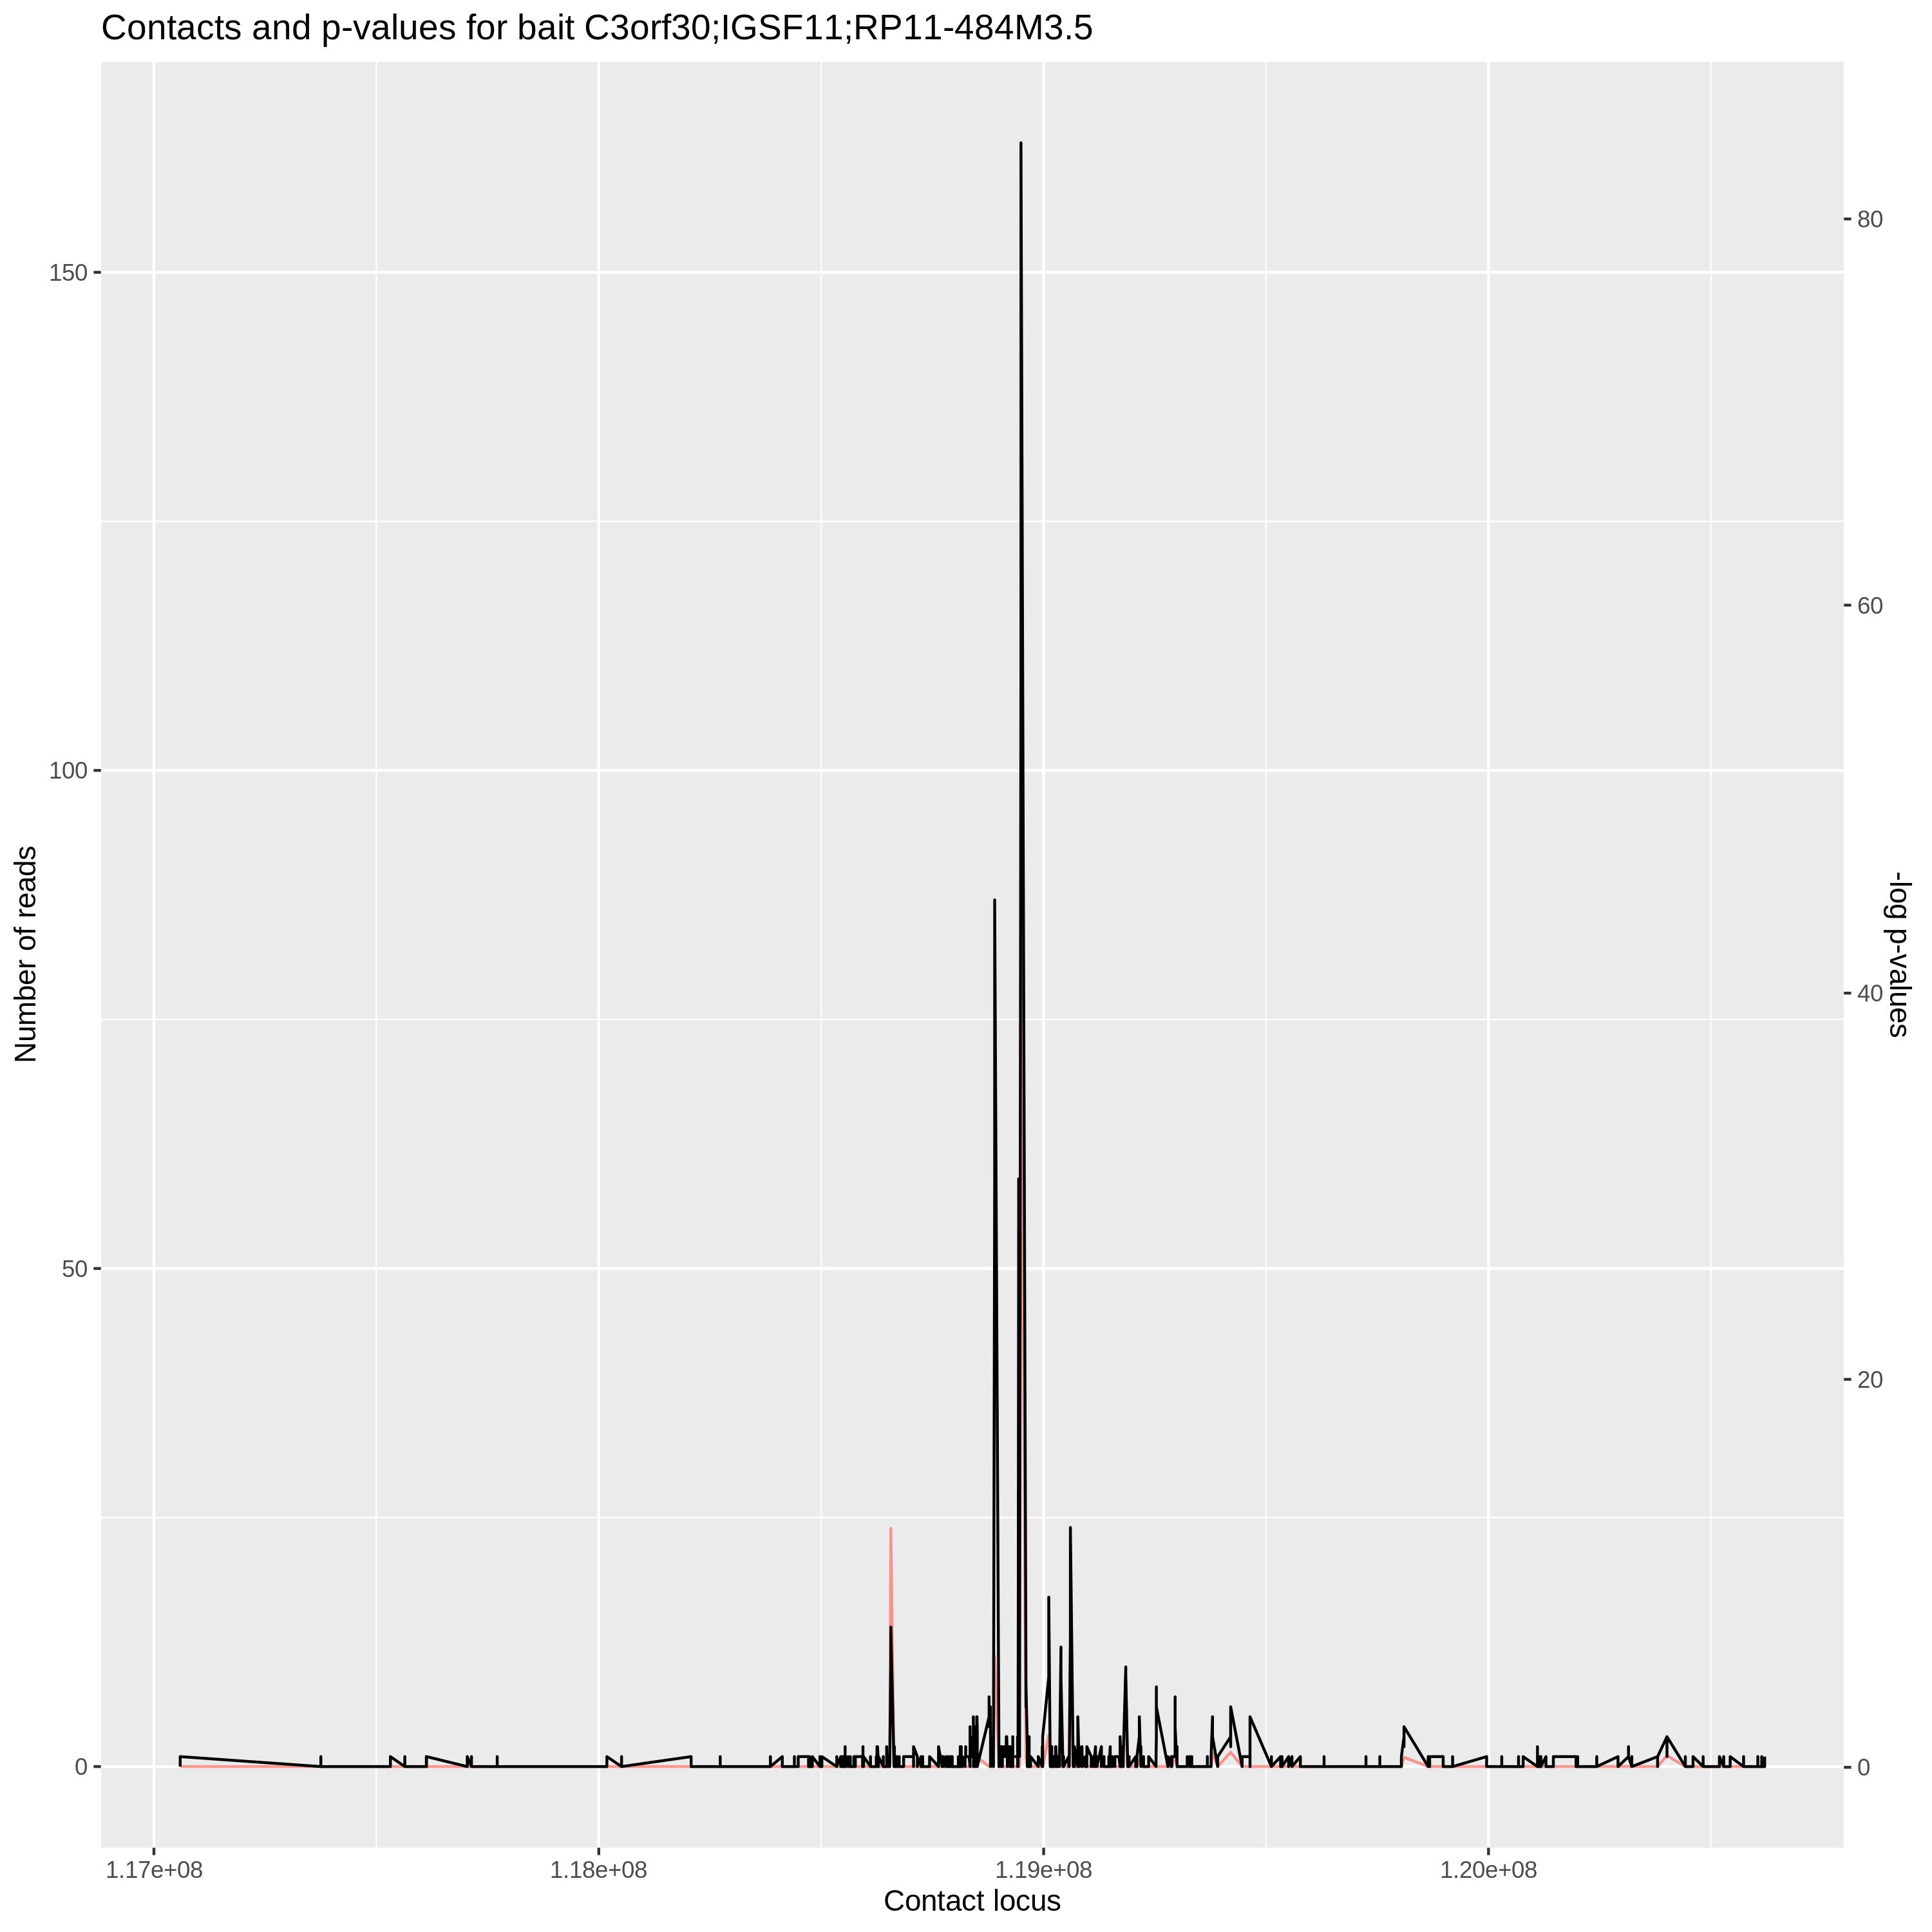 Contacts and p-values for bait C3orf30;IGSF11;RP11-484M3.5
150
100
50
0
Number of reads
80
60
40
20
0
-log p-values
1.17e+08
1.18e+08
1.19e+08
1.20e+08
Contact locus